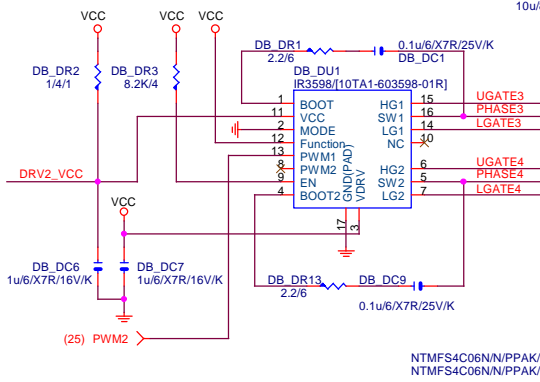 10u/
VCC
VCC
VCC
DB_DR1
2.2/6
0.1u/6/X7R/25V/K
DB_DC1
DB_DR2
1/4/1
DB_DR3
8.2K/4
DB_DU1
IR3598/[10TA1-603598-01R]
1 BOOT
11 VCC
2 MODE
12 Function
13 PWM1
8 PWM2
9 EN
4 BOOT2
HG1 15 UGATE3
SW1 16 PHASE3
LG1 14 LGATE3
NC 10
HG2 6 UGATE4
SW2 5 PHASE4
LG2 7 LGATE4
GND(PAD) 17
VDRV 3
DRV2_VCC
VCC
DB_DC6
1u/6/X7R/16V/K
DB_DC7
1u/6/X7R/16V/K
DB_DR13
2.2/6
DB_DC9
0.1u/6/X7R/25V/K
(25) PWM2
NTMFS4C06N/N/PPAK/
NTMFS4C06N/N/PPAK/